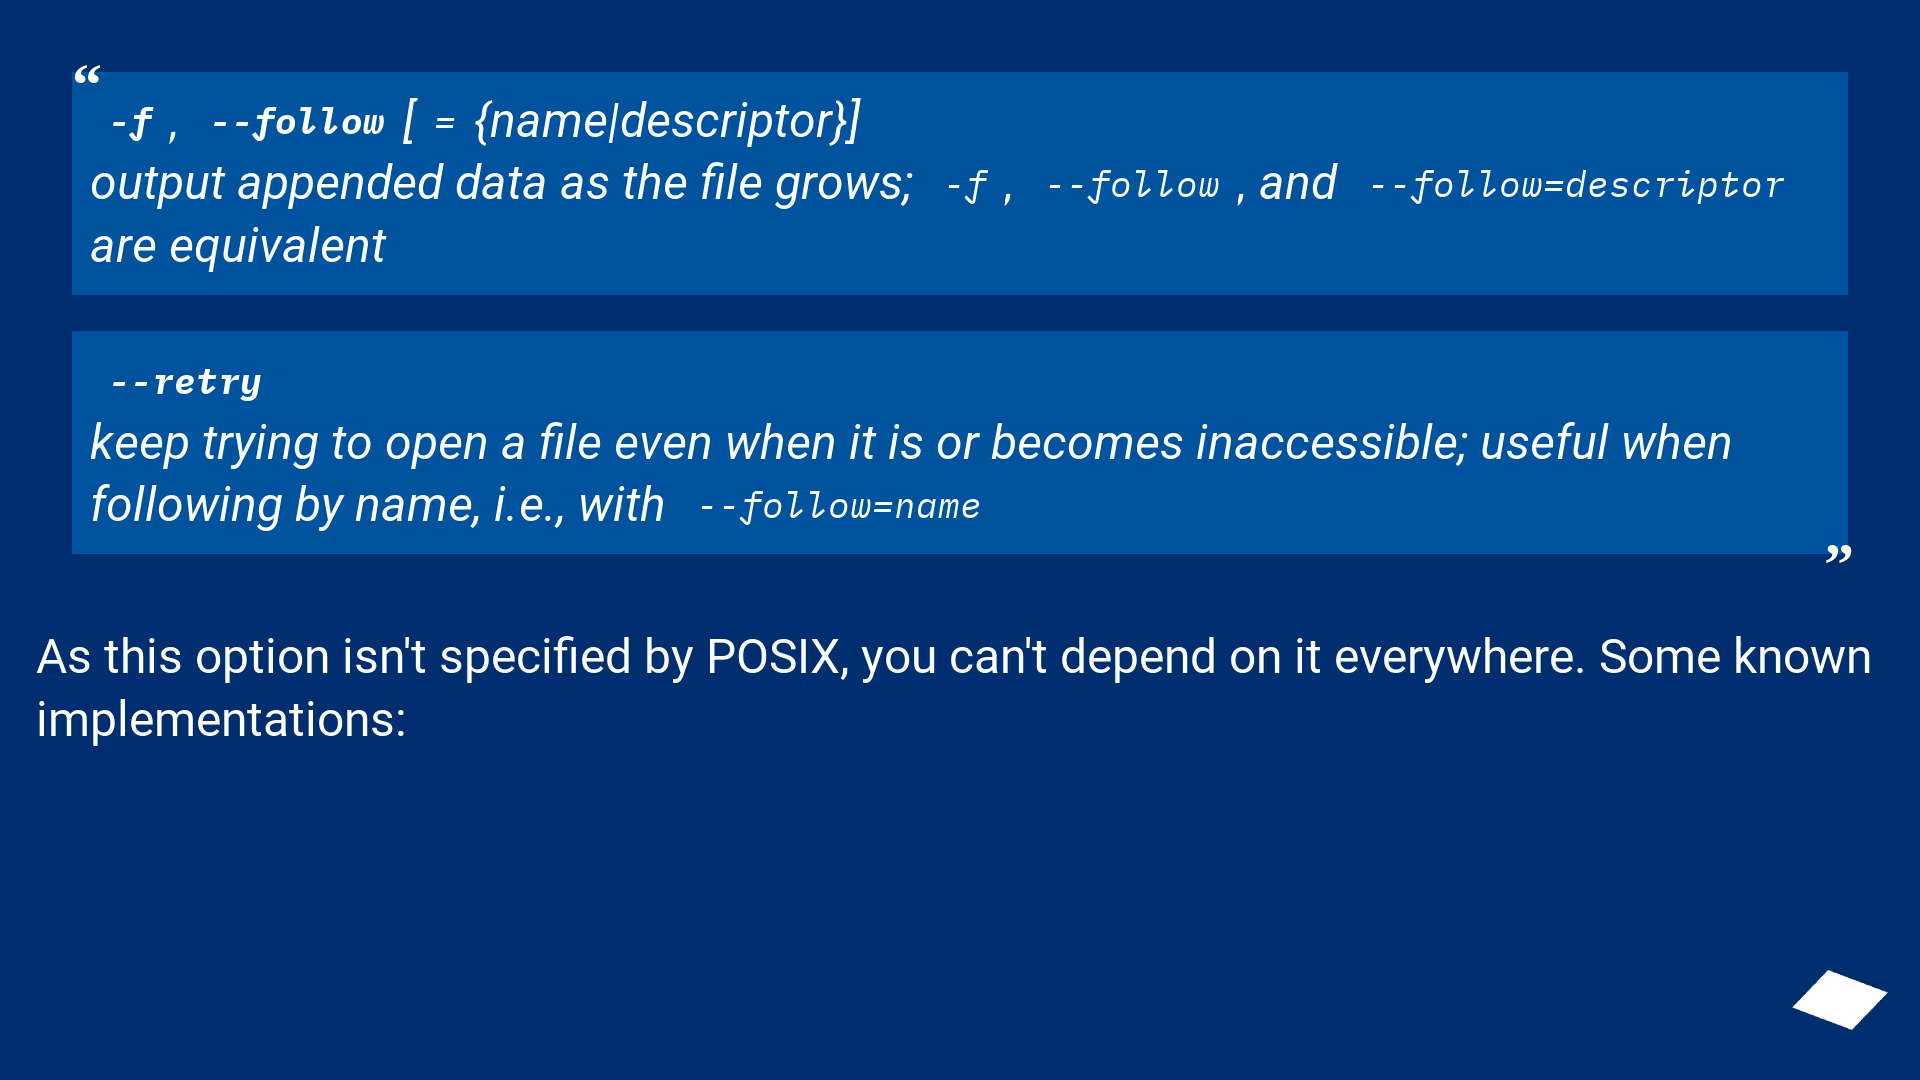 “
-f, --follow [ = {name|descriptor}]
output appended data as the file grows; -f, --follow, and --follow=descriptor
are equivalent
--retry
keep trying to open a file even when it is or becomes inaccessible; useful when
following by name, i.e., with --follow=name
”
As this option isn't specified by POSIX, you can't depend on it everywhere. Some known
implementations: